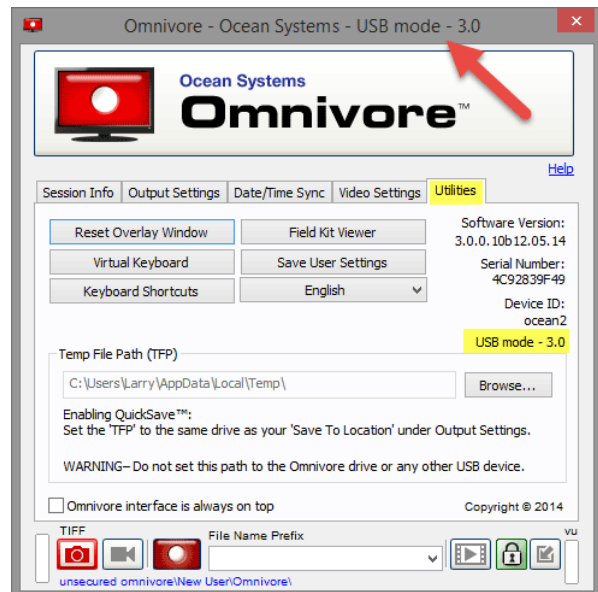 Omnivore - Ocean Systems - USB mode - 3.0
Ocean Systems
Omnivore™
Help
Session Info Output Settings Date/Time Sync Video Settings Utilities
Reset Overlay Window Field Kit Viewer Software Version:
3.0.0.10b12.05.14
Virtual Keyboard Save User Settings Serial Number:
4C92839F49
Keyboard Shortcuts English
Device ID:
ocean2
USB mode - 3.0
Temp File Path (TFP)
C:\Users\Larry\AppData\Local\Temp\ Browse...
Enabling QuickSave™:
Set the 'TFP' to the same drive as your 'Save To Location' under Output Settings.
WARNING– Do not set this path to the Omnivore drive or any other USB device.
Omnivore interface is always on top Copyright © 2014
TIFF File Name Prefix vu
unsecured omnivore\New User\Omnivore\